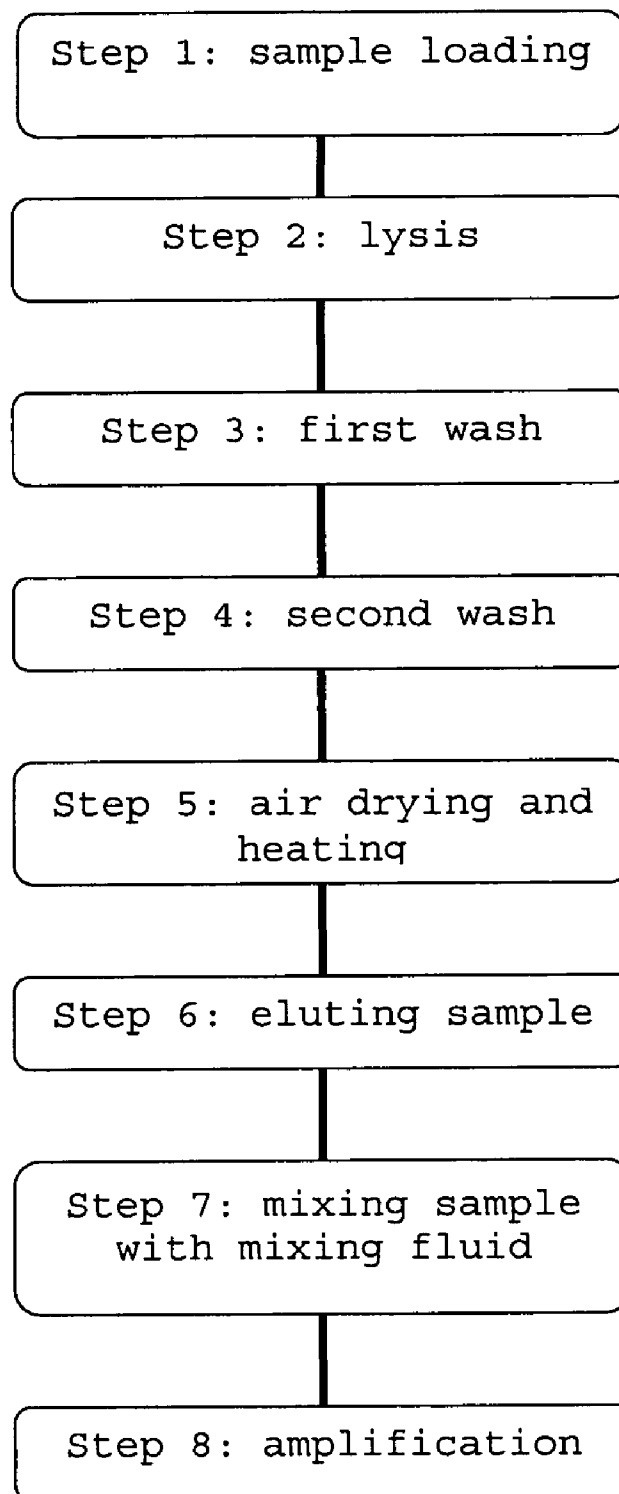 Step 1: sample loading
Step 2: lysis
Step 3: first wash
Step 4: second wash
Step 5: air drying and
heating
Step 6: eluting sample
Step 7: mixing sample
with mixing fluid
Step 8: amplification